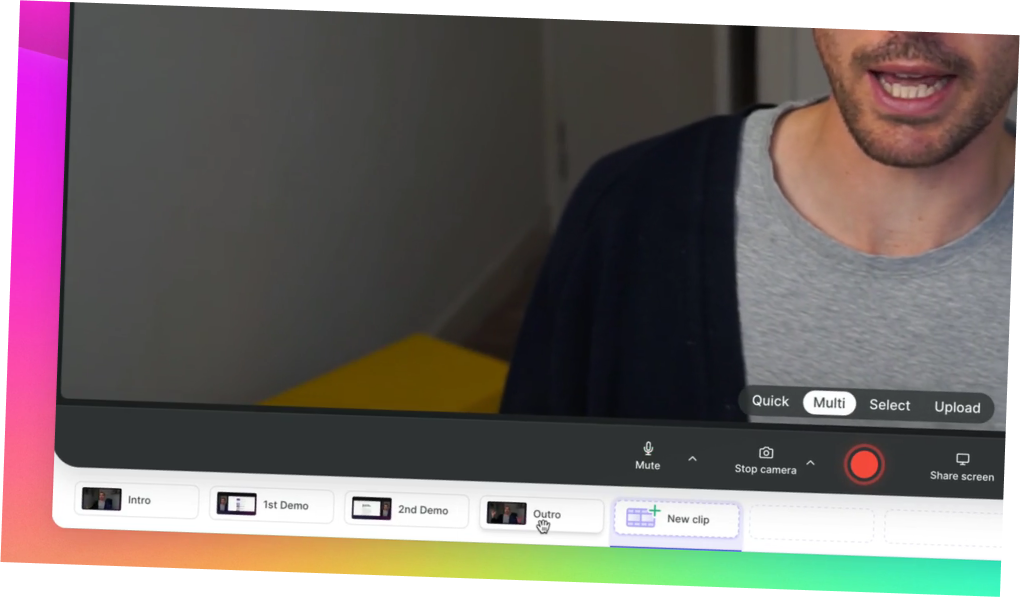 Quick Multi Select Upload
Mute Stop camera Share screen
Intro 1st Demo 2nd Demo Outro New clip